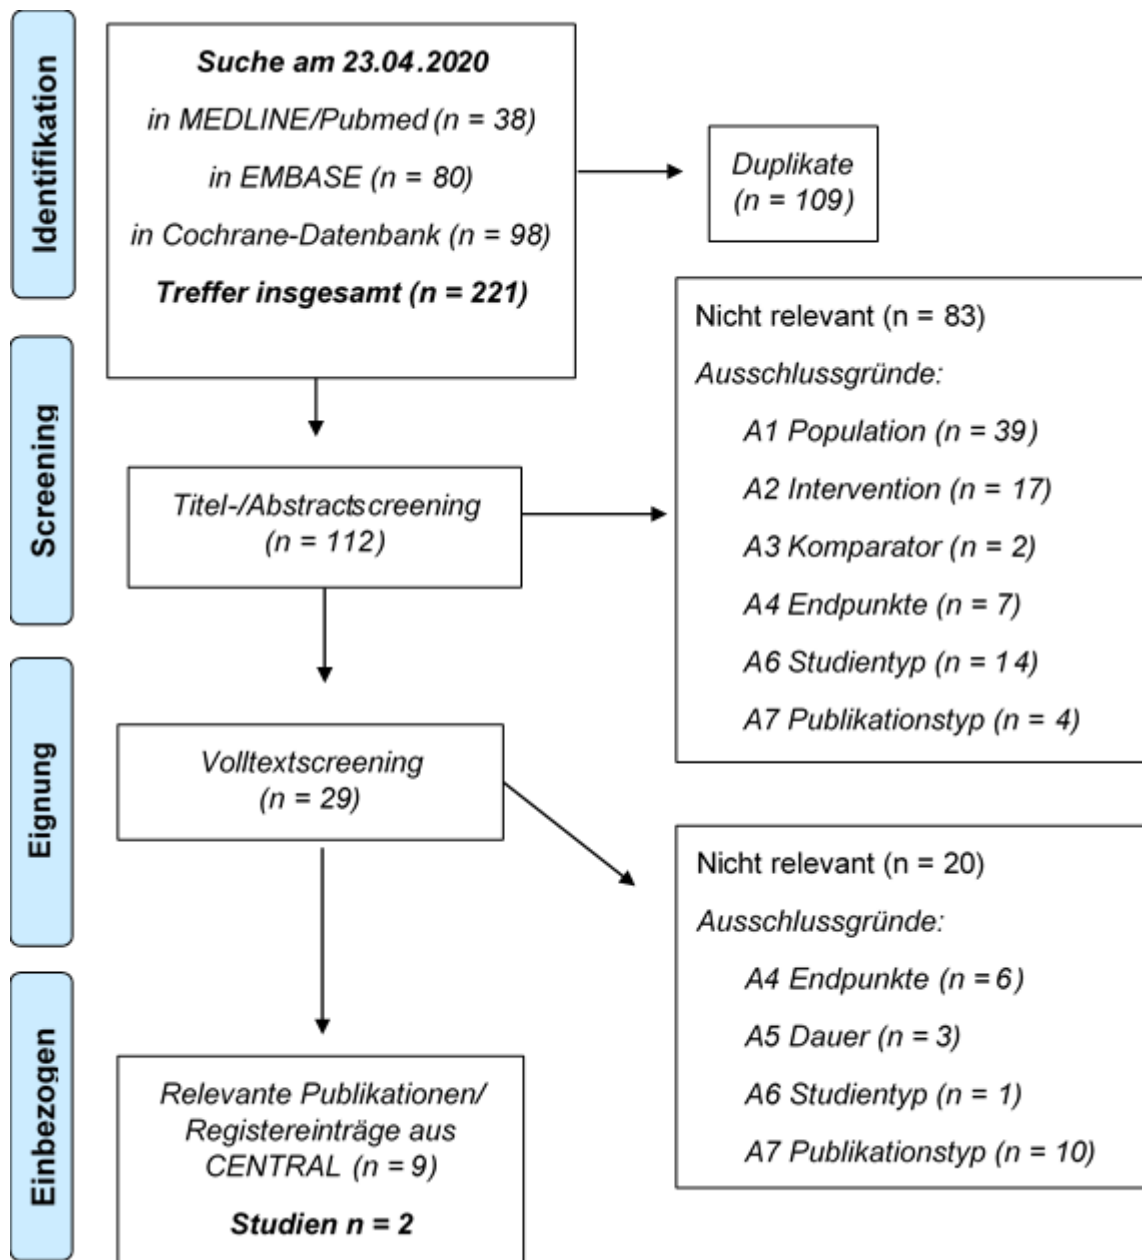 Identifikation
Suche am 23.04.2020
in MEDLINE/Pubmed (n = 38)
in EMBASE (n = 80)
in Cochrane-Datenbank (n = 98)
Treffer insgesamt (n = 221)
Duplikate
(n = 109)
Screening
Titel-/Abstractscreening
(n = 112)
Nicht relevant (n = 83)
Ausschlussgründe:
A1 Population (n = 39)
A2 Intervention (n = 17)
A3 Komparator (n = 2)
A4 Endpunkte (n = 7)
A6 Studientyp (n = 14)
A7 Publikationstyp (n = 4)
Eignung
Volltextscreening
(n = 29)
Nicht relevant (n = 20)
Ausschlussgründe:
A4 Endpunkte (n = 6)
A5 Dauer (n = 3)
A6 Studientyp (n = 1)
A7 Publikationstyp (n = 10)
Einbezogen
Relevante Publikationen/
Registereinträge aus
CENTRAL (n = 9)
Studien n = 2